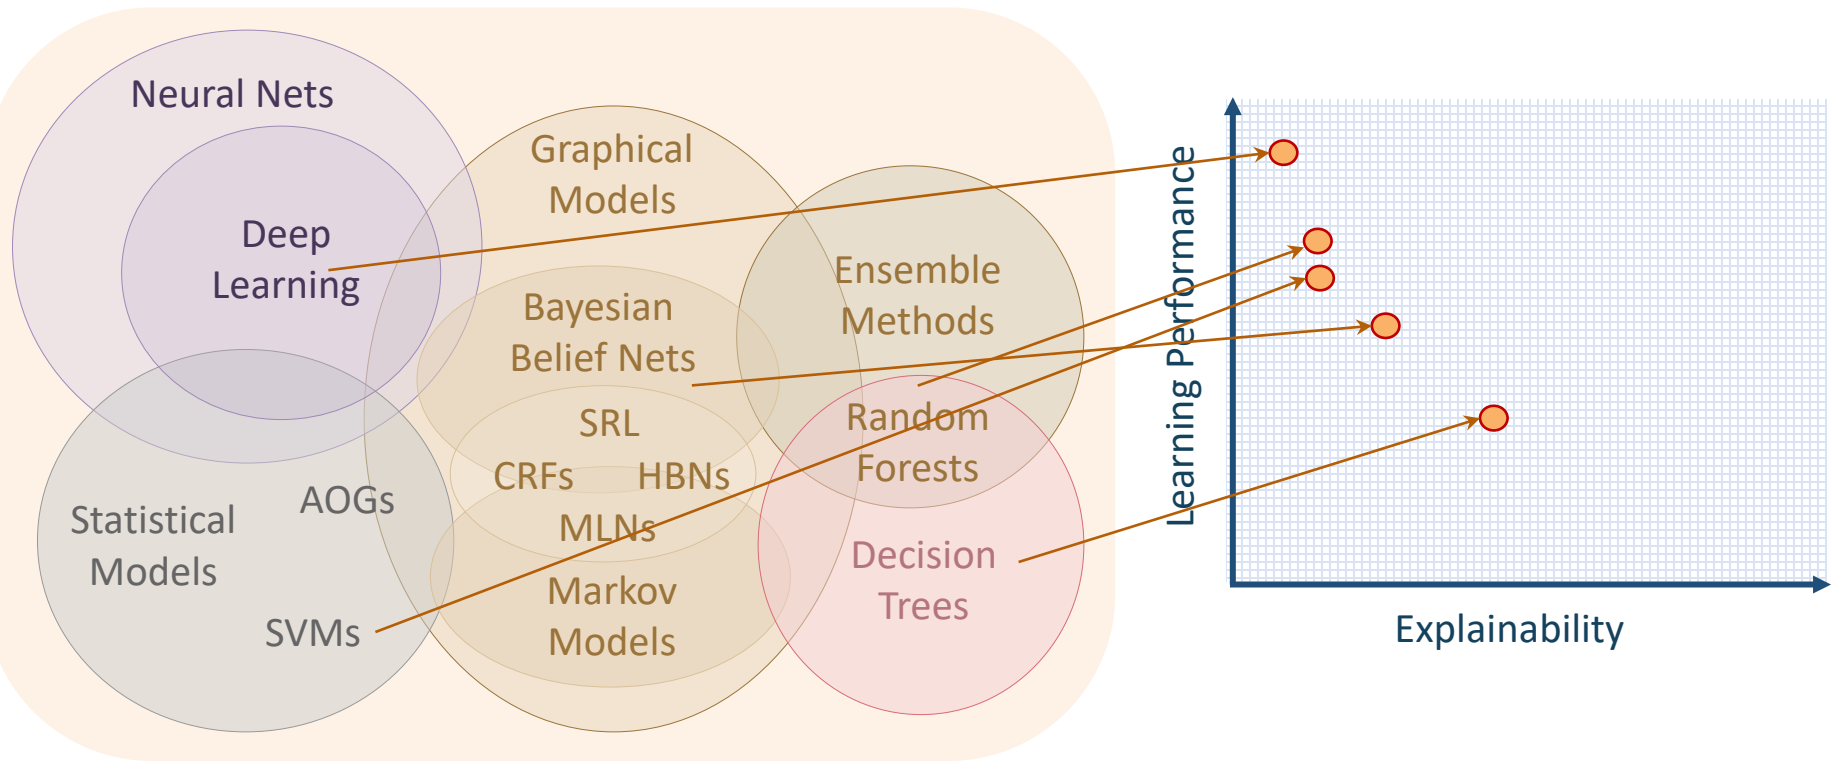 Neural Nets
Deep
Learning
Graphical
Models
Bayesian
Belief Nets
SRL
CRFs HBNs
MLNs
Markov
Models
Ensemble
Methods
Random
Forests
Decision
Trees
Statistical
Models
AOGs
SVMs
Learning Performance
Explainability